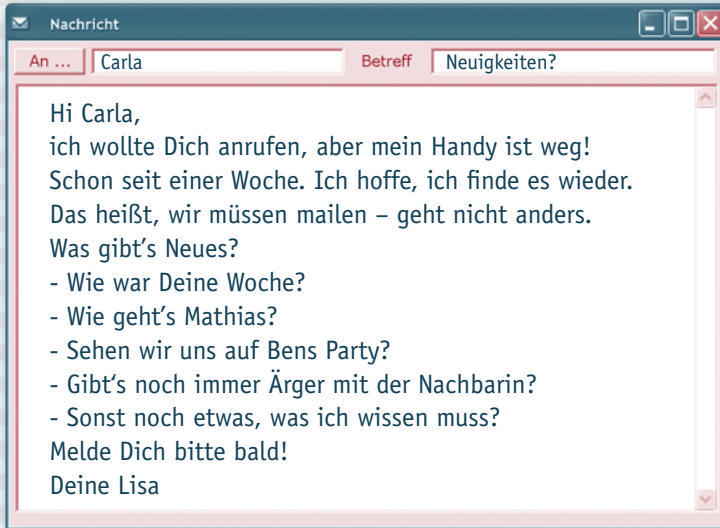 Nachricht
An ... Carla Betreff Neuigkeiten?
Hi Carla,
ich wollte Dich anrufen, aber mein Handy ist weg!
Schon seit einer Woche. Ich hoffe, ich finde es wieder.
Das heißt, wir müssen mailen – geht nicht anders.
Was gibt's Neues?
- Wie war Deine Woche?
- Wie geht's Mathias?
- Sehen wir uns auf Bens Party?
- Gibt‘s noch immer Ärger mit der Nachbarin?
- Sonst noch etwas, was ich wissen muss?
Melde Dich bitte bald!
Deine Lisa